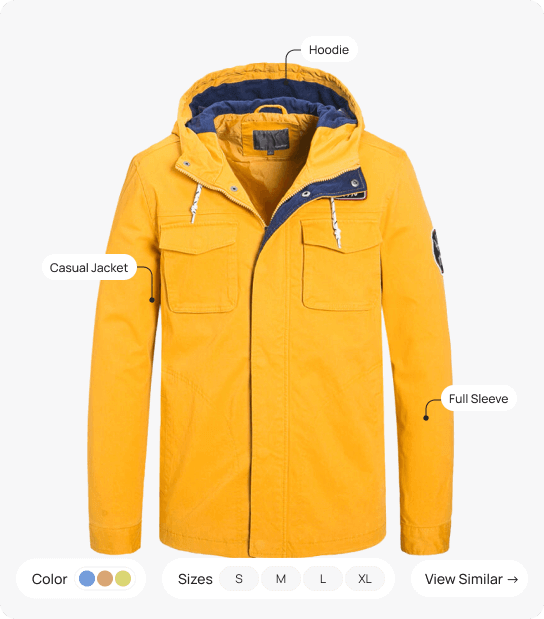 Hoodie
Casual Jacket
Full Sleeve
Color
Sizes S M L XL
View Similar →